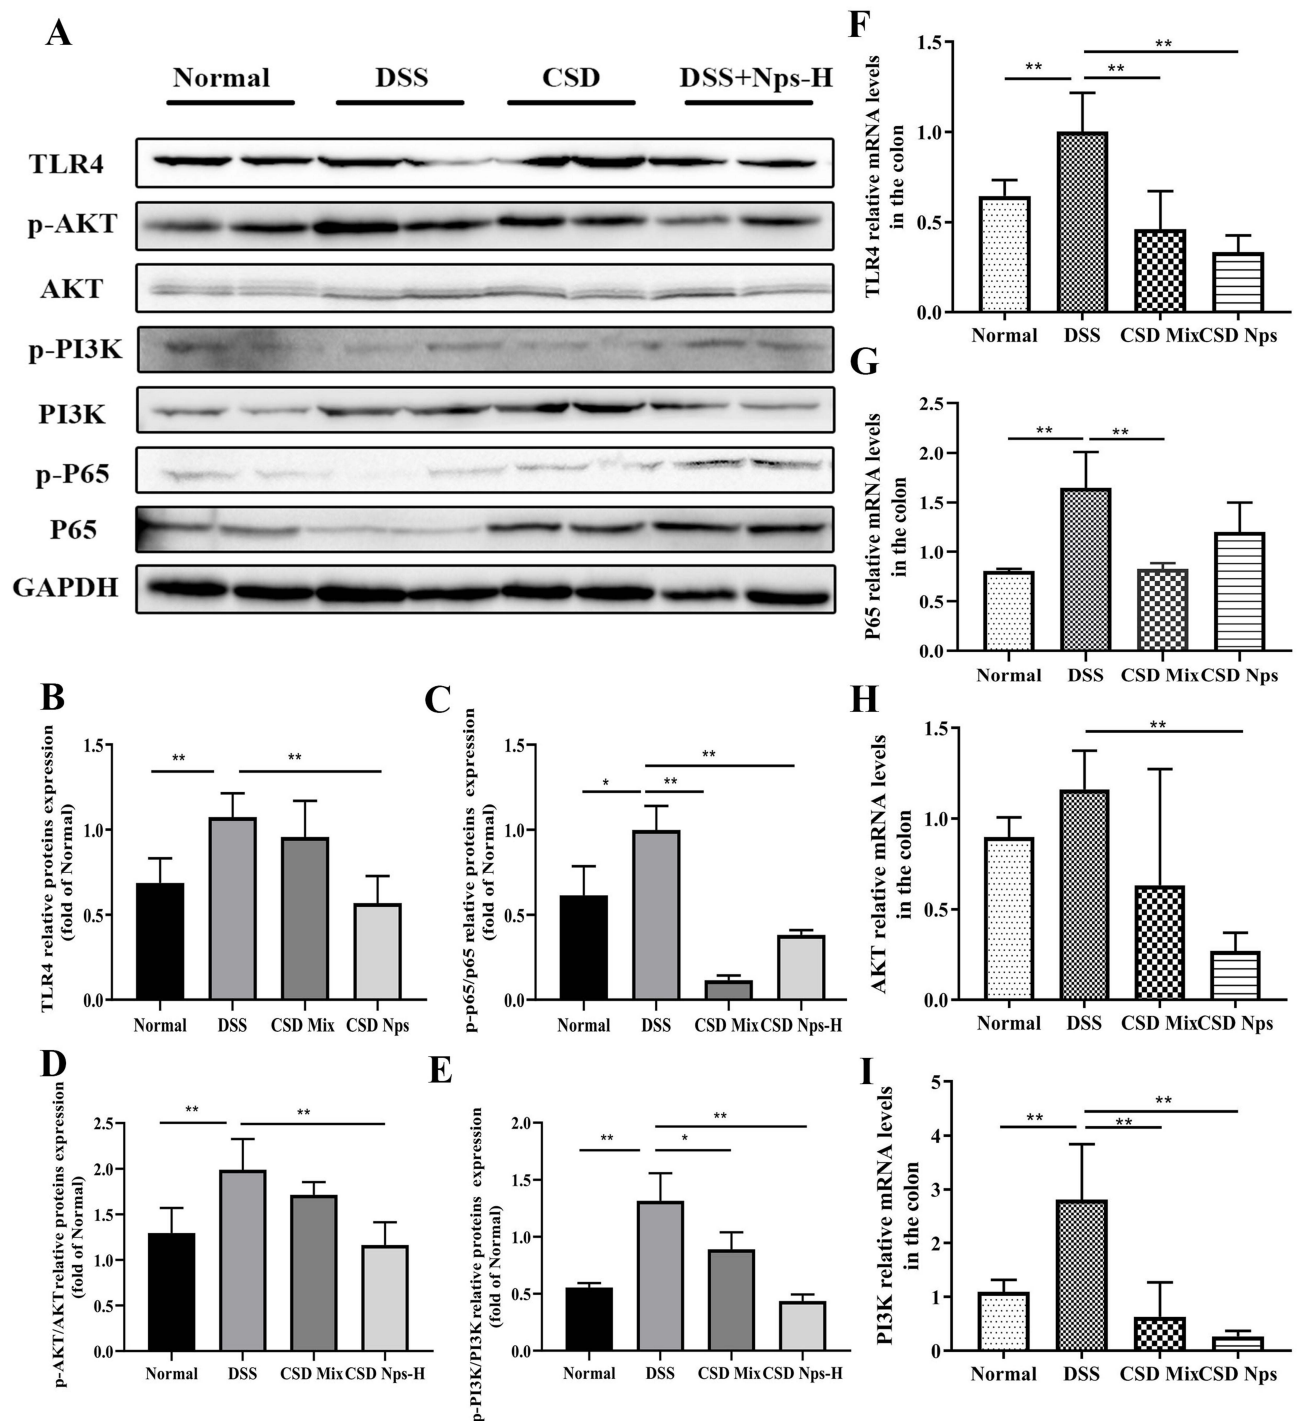 A
Normal
DSS
CSD
DSS+Nps-H
TLR4
p-AKT
AKT
p-PI3K
PI3K
p-P65
P65
GAPDH
B
TLR4 relative proteins expression
(fold of Normal)
1.5
1.0
0.5
0.0
**
**
Normal
DSS
CSD Mix
CSD Nps
C
p-p65/p65 relative proteins expression
(fold of Normal)
1.5
1.0
0.5
0.0
*
**
**
Normal
DSS
CSD Mix
CSD Nps-H
D
p-AKT/AKT relative proteins expression
(fold of Normal)
2.5
2.0
1.5
1.0
0.5
0.0
**
**
Normal
DSS
CSD Mix
CSD Nps-H
E
p-PI3K/PI3K relative proteins expression
(fold of Normal)
2.0
1.5
1.0
0.5
0.0
**
*
**
Normal
DSS
CSD Mix
CSD Nps-H
F
TLR4 relative mRNA levels
in the colon
1.5
1.0
0.5
0.0
**
**
**
Normal
DSS
CSD Mix
CSD Nps
G
P65 relative mRNA levels
in the colon
2.5
2.0
1.5
1.0
0.5
0.0
**
**
Normal
DSS
CSD Mix
CSD Nps
H
AKT relative mRNA levels
in the colon
1.5
1.0
0.5
0.0
**
Normal
DSS
CSD Mix
CSD Nps
I
PI3K relative mRNA levels
in the colon
5
4
3
2
1
0
**
**
**
Normal
DSS
CSD Mix
CSD Nps